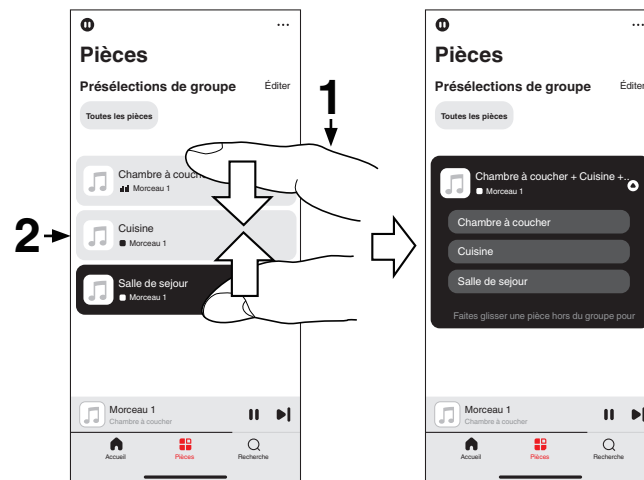 Pièces
Présélections de groupe Éditer
Toutes les pièces
Chambre à couc
Morceau 1
Cuisine
Morceau 1
Salle de sejour
Morceau 1
Morceau 1
Chambre à coucher
Accueil Pièces Recherche
1
2
Pièces
Présélections de groupe Éditer
Toutes les pièces
Chambre à coucher + Cuisine +...
Morceau 1
Chambre à coucher
Cuisine
Salle de sejour
Faites glisser une pièce hors du groupe pour
Morceau 1
Chambre à coucher
Accueil Pièces Recherche